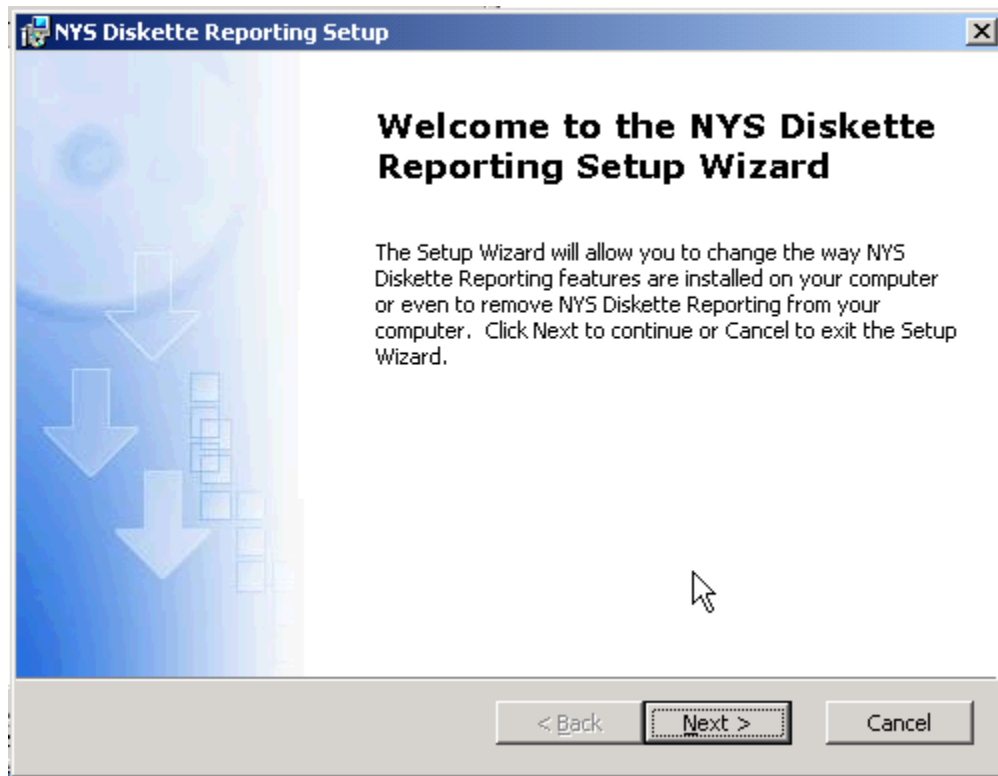 NYS Diskette Reporting Setup
Welcome to the NYS Diskette
Reporting Setup Wizard
The Setup Wizard will allow you to change the way NYS
Diskette Reporting features are installed on your computer
or even to remove NYS Diskette Reporting from your
computer. Click Next to continue or Cancel to exit the Setup
Wizard.
< Back Next > Cancel